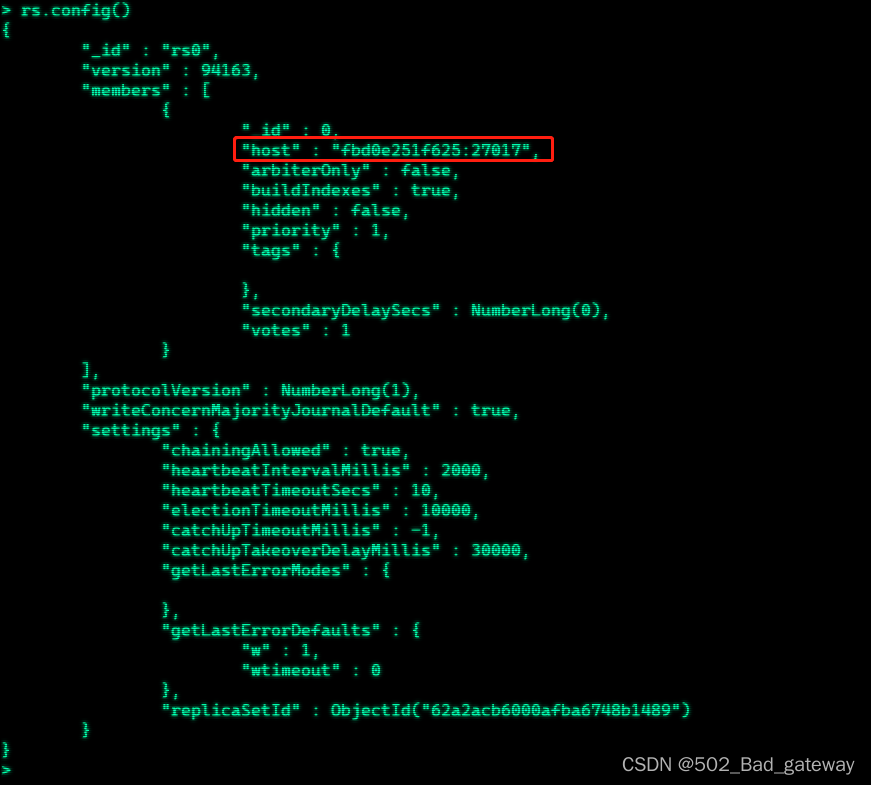 > rs.config()
{
        "_id" : "rs0",
        "version" : 94163,
        "members" : [
                {
                        "_id" : 0,
                        "host" : "fbd0e251f625:27017",
                        "arbiterOnly" : false,
                        "buildIndexes" : true,
                        "hidden" : false,
                        "priority" : 1,
                        "tags" : {

                        },
                        "secondaryDelaySecs" : NumberLong(0),
                        "votes" : 1
                }
        ],
        "protocolVersion" : NumberLong(1),
        "writeConcernMajorityJournalDefault" : true,
        "settings" : {
                "chainingAllowed" : true,
                "heartbeatIntervalMillis" : 2000,
                "heartbeatTimeoutSecs" : 10,
                "electionTimeoutMillis" : 10000,
                "catchUpTimeoutMillis" : -1,
                "catchUpTakeoverDelayMillis" : 30000,
                "getLastErrorModes" : {

                },
                "getLastErrorDefaults" : {
                        "w" : 1,
                        "wtimeout" : 0
                },
                "replicaSetId" : ObjectId("62a2acb6000afba6748b1489")
        }
}
>
CSDN @502_Bad_gateway